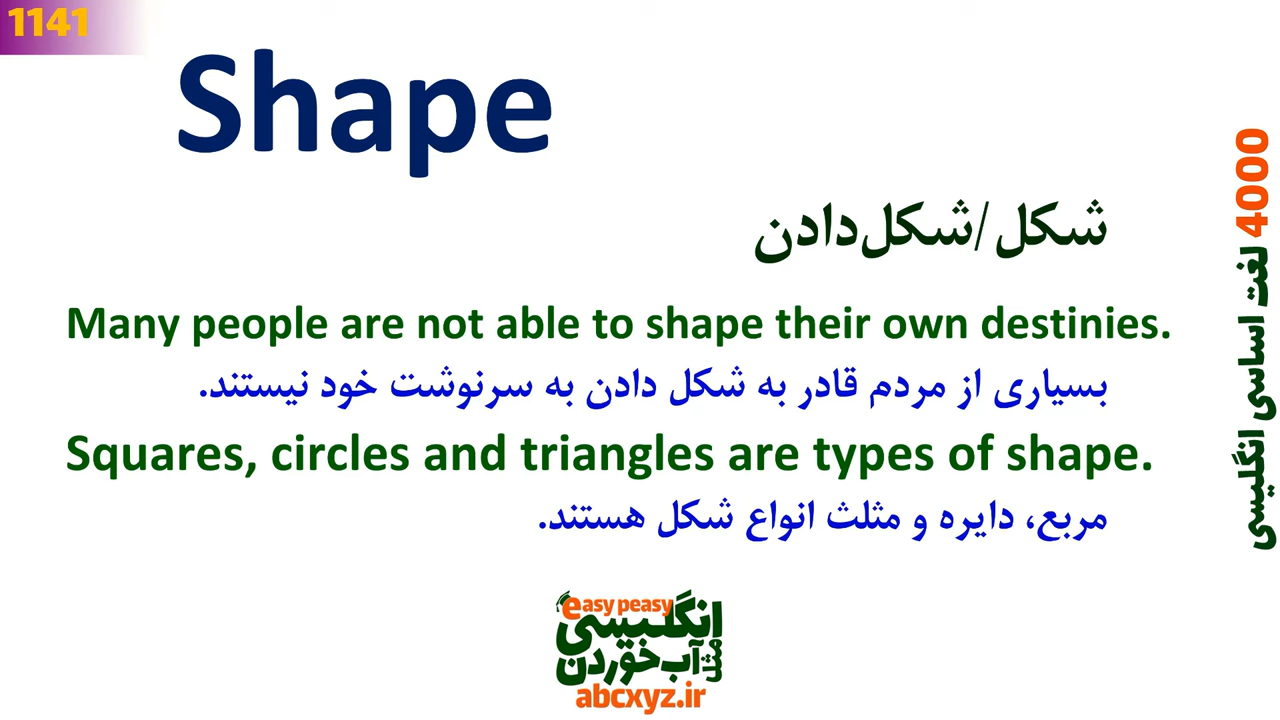 1141
Shape
شکل/شکل‌دادن
Many people are not able to shape their own destinies.
بسیاری از مردم قادر به شکل دادن به سرنوشت خود نیستند.
Squares, circles and triangles are types of shape.
مربع، دایره و مثلث انواع شکل هستند.
4000 لغت اساسی انگلیسی
easy peasy
انگلیسی
مثل آب خوردن
abcxyz.ir